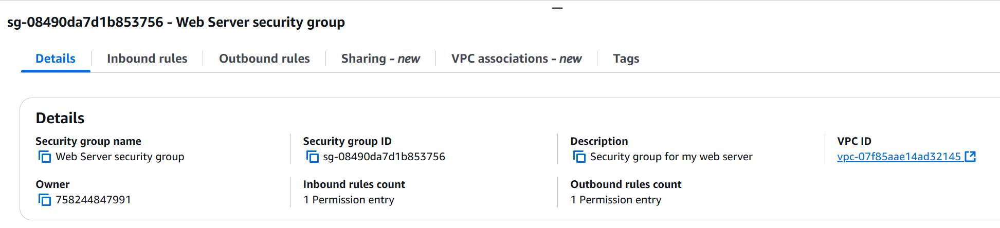 sg-08490da7d1b853756 - Web Server security group
Details
Inbound rules
Outbound rules
Sharing - new
VPC associations - new
Tags
Details
Security group name
Web Server security group
Security group ID
sg-08490da7d1b853756
Description
Security group for my web server
VPC ID
vpc-07f85aae14ad32145
Owner
758244847991
Inbound rules count
1 Permission entry
Outbound rules count
1 Permission entry